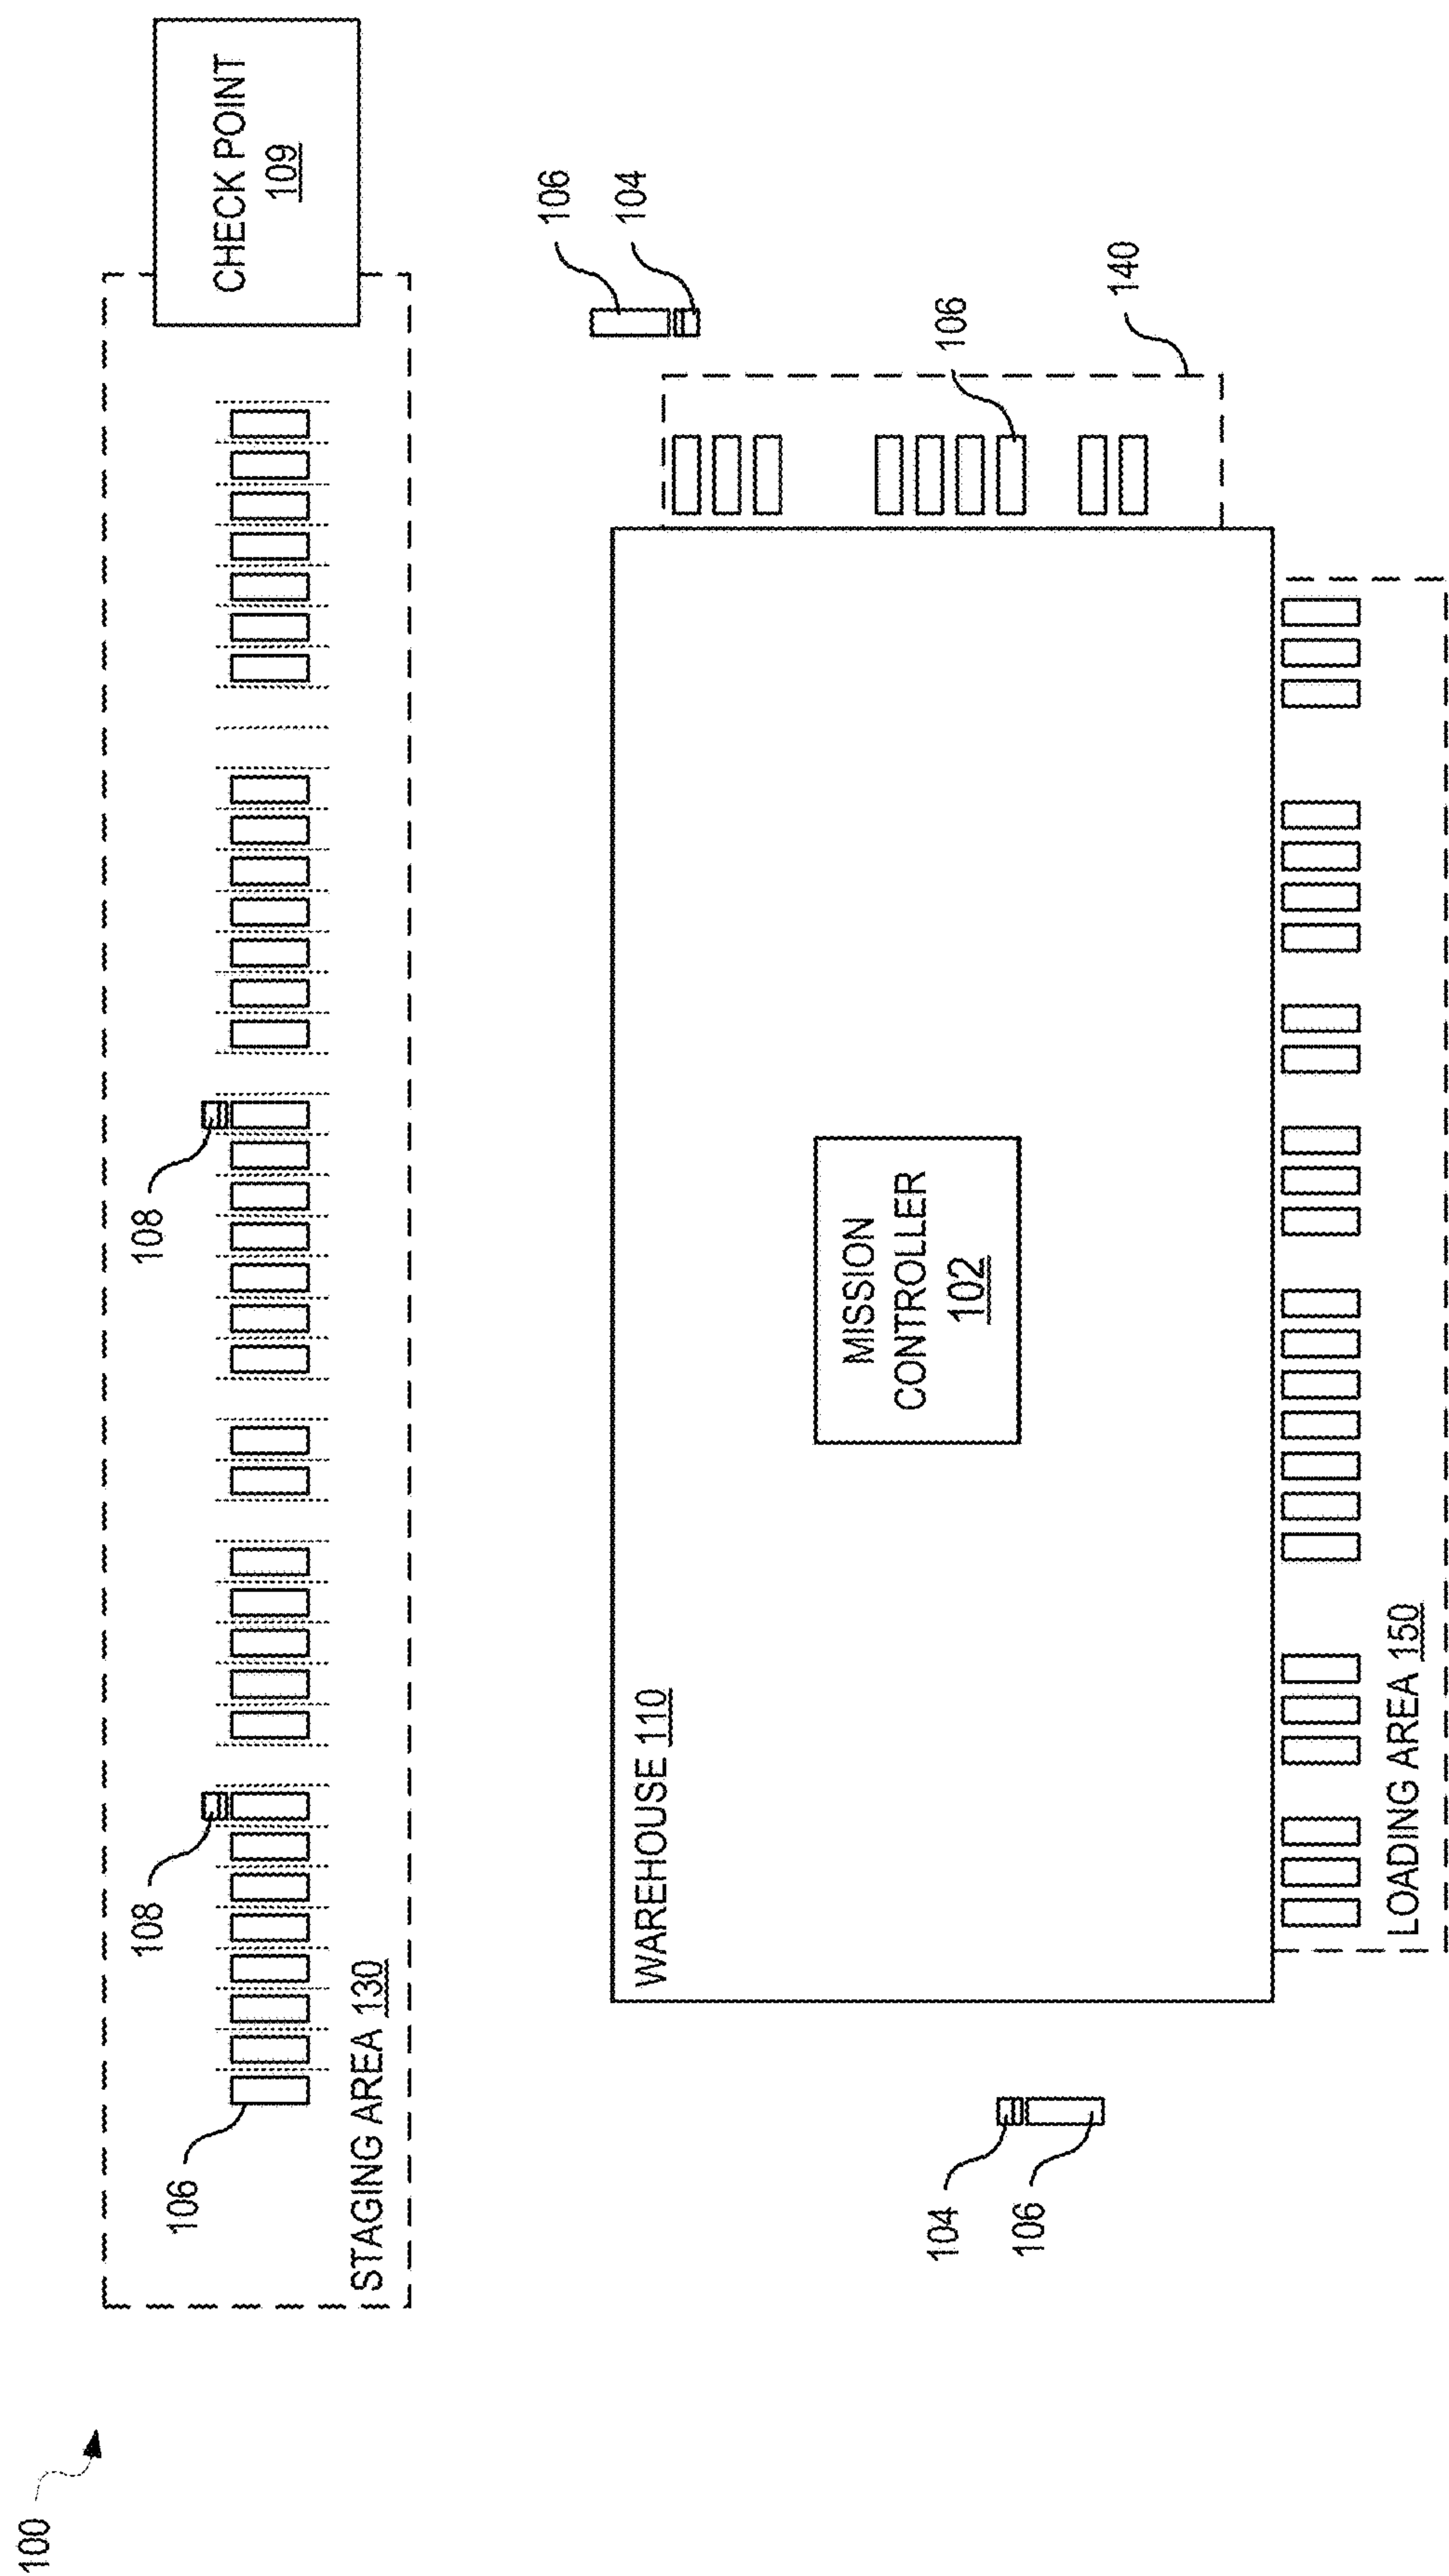 100
106
STAGING AREA 130
108
108
CHECK POINT
109
106
104
WAREHOUSE 110
MISSION
CONTROLLER
102
106
140
104
106
LOADING AREA 150